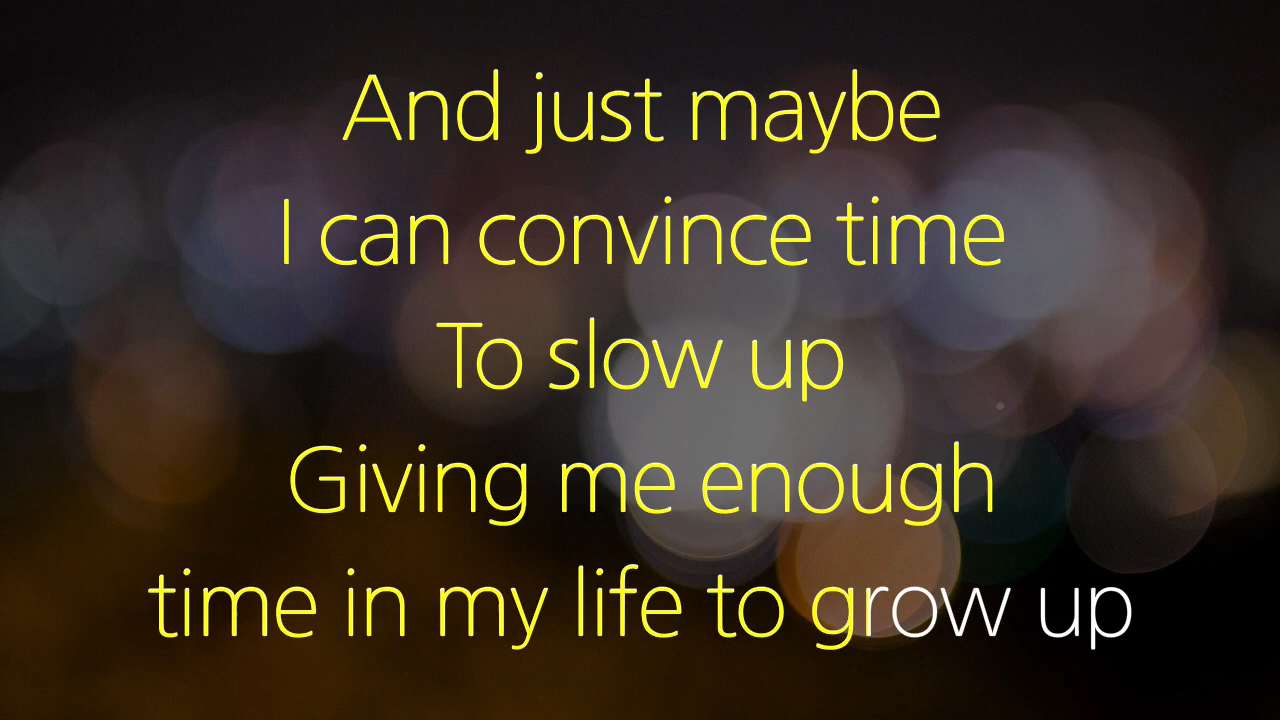 And just maybe
I can convince time
To slow up
Giving me enough
time in my life to grow up